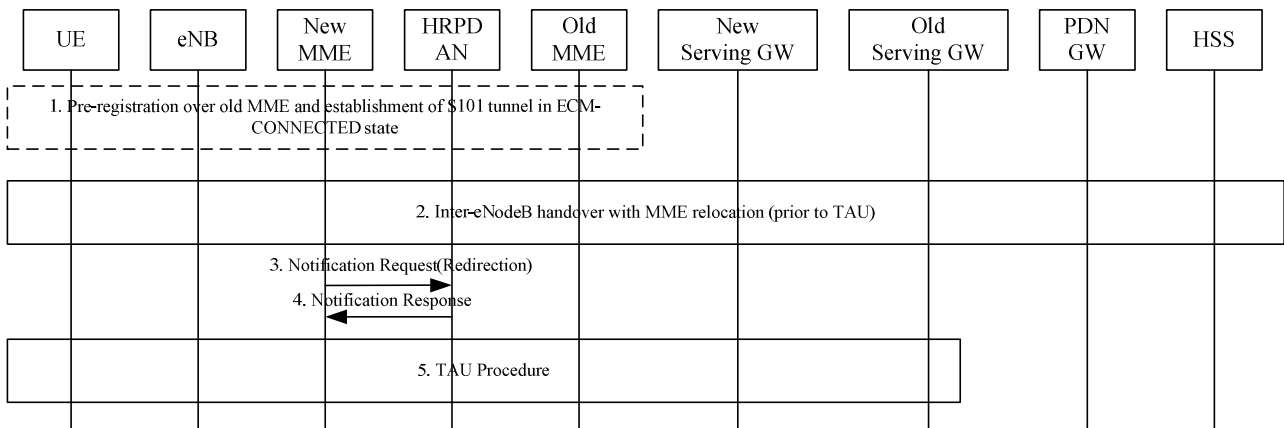 UE
eNB
New
MME
HRPD
AN
Old
MME
New
Serving GW
Old
Serving GW
PDN
GW
HSS
1. Pre-registration over old MME and establishment of S101 tunnel in ECM-
CONNECTED state
2. Inter-eNodeB handover with MME relocation (prior to TAU)
3. Notification Request(Redirection)
4. Notification Response
5. TAU Procedure